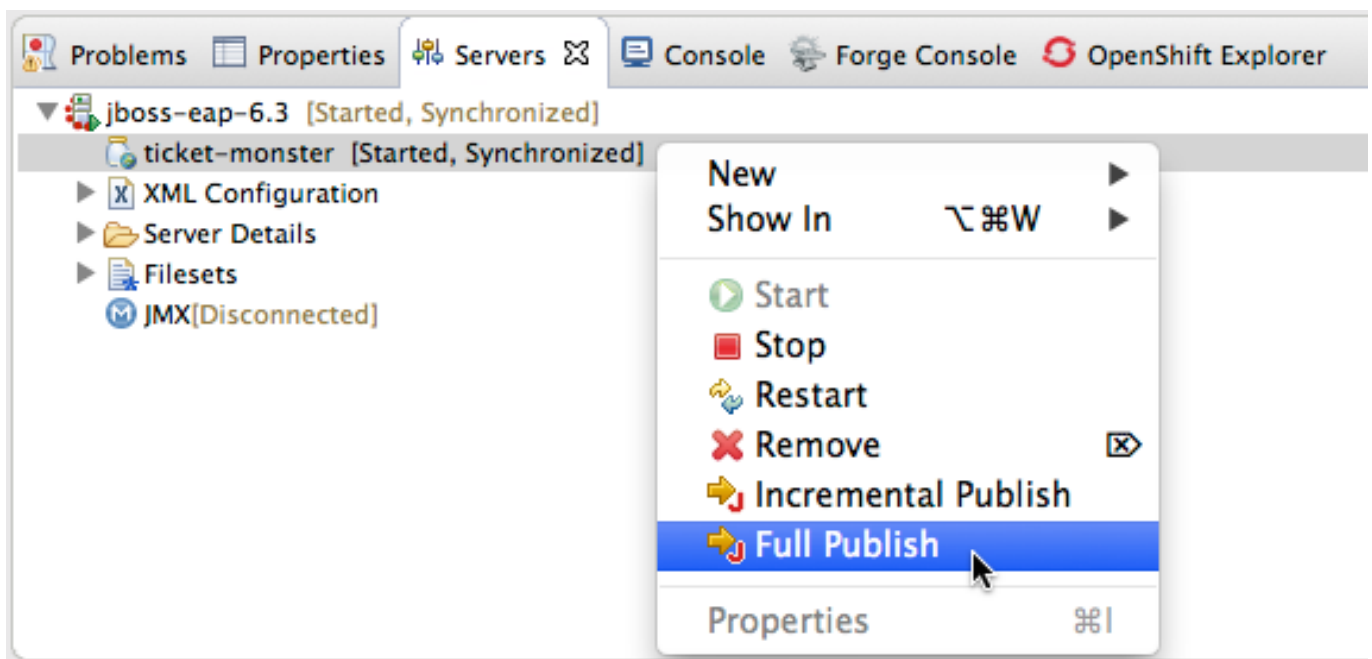 Problems Properties Servers Console Forge Console OpenShift Explorer
jboss-eap-6.3 [Started, Synchronized]
ticket-monster [Started, Synchronized]
XML Configuration
Server Details
Filesets
JMX[Disconnected]
New
Show In ⌥⌘W
Start
Stop
Restart
Remove ⌦
Incremental Publish
Full Publish
Properties ⌘I